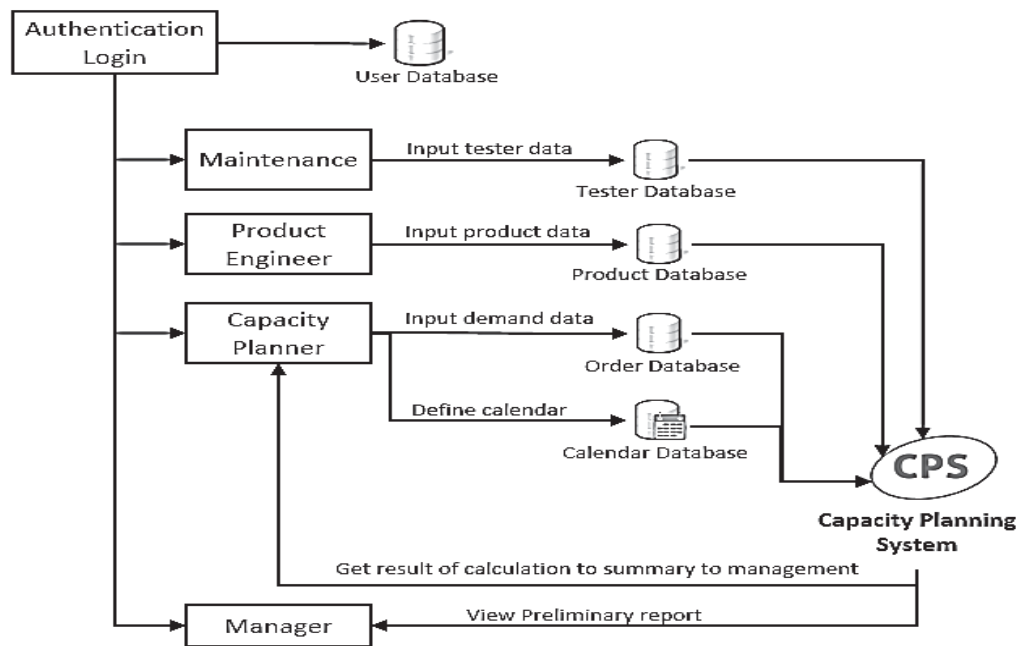 Authentication
Login
User Database
Maintenance
Input tester data
Tester Database
Product
Engineer
Input product data
Product Database
Capacity
Planner
Input demand data
Order Database
Define calendar
Calendar Database
CPS
Capacity Planning
System
Get result of calculation to summary to management
Manager
View Preliminary report